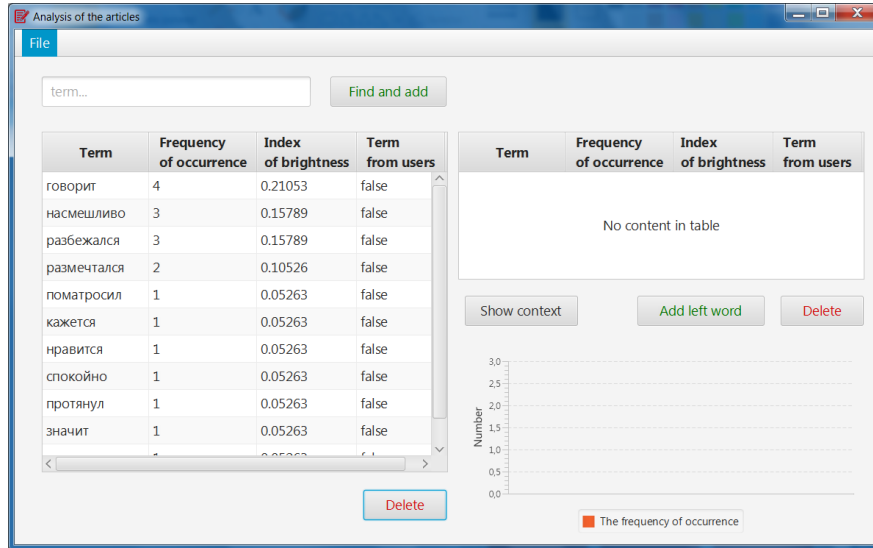 Analysis of the articles
File
term...
Find and add
Term Frequency of occurrence Index of brightness Term from users
говорит 4 0.21053 false
насмешливо 3 0.15789 false
разбежался 3 0.15789 false
размечтался 2 0.10526 false
поматросил 1 0.05263 false
кажется 1 0.05263 false
нравится 1 0.05263 false
спокойно 1 0.05263 false
протянул 1 0.05263 false
значит 1 0.05263 false
Delete
Term Frequency of occurrence Index of brightness Term from users
No content in table
Show context Add left word Delete
3,0
2,5
2,0
1,5
1,0
0,5
0,0
Number
The frequency of occurrence